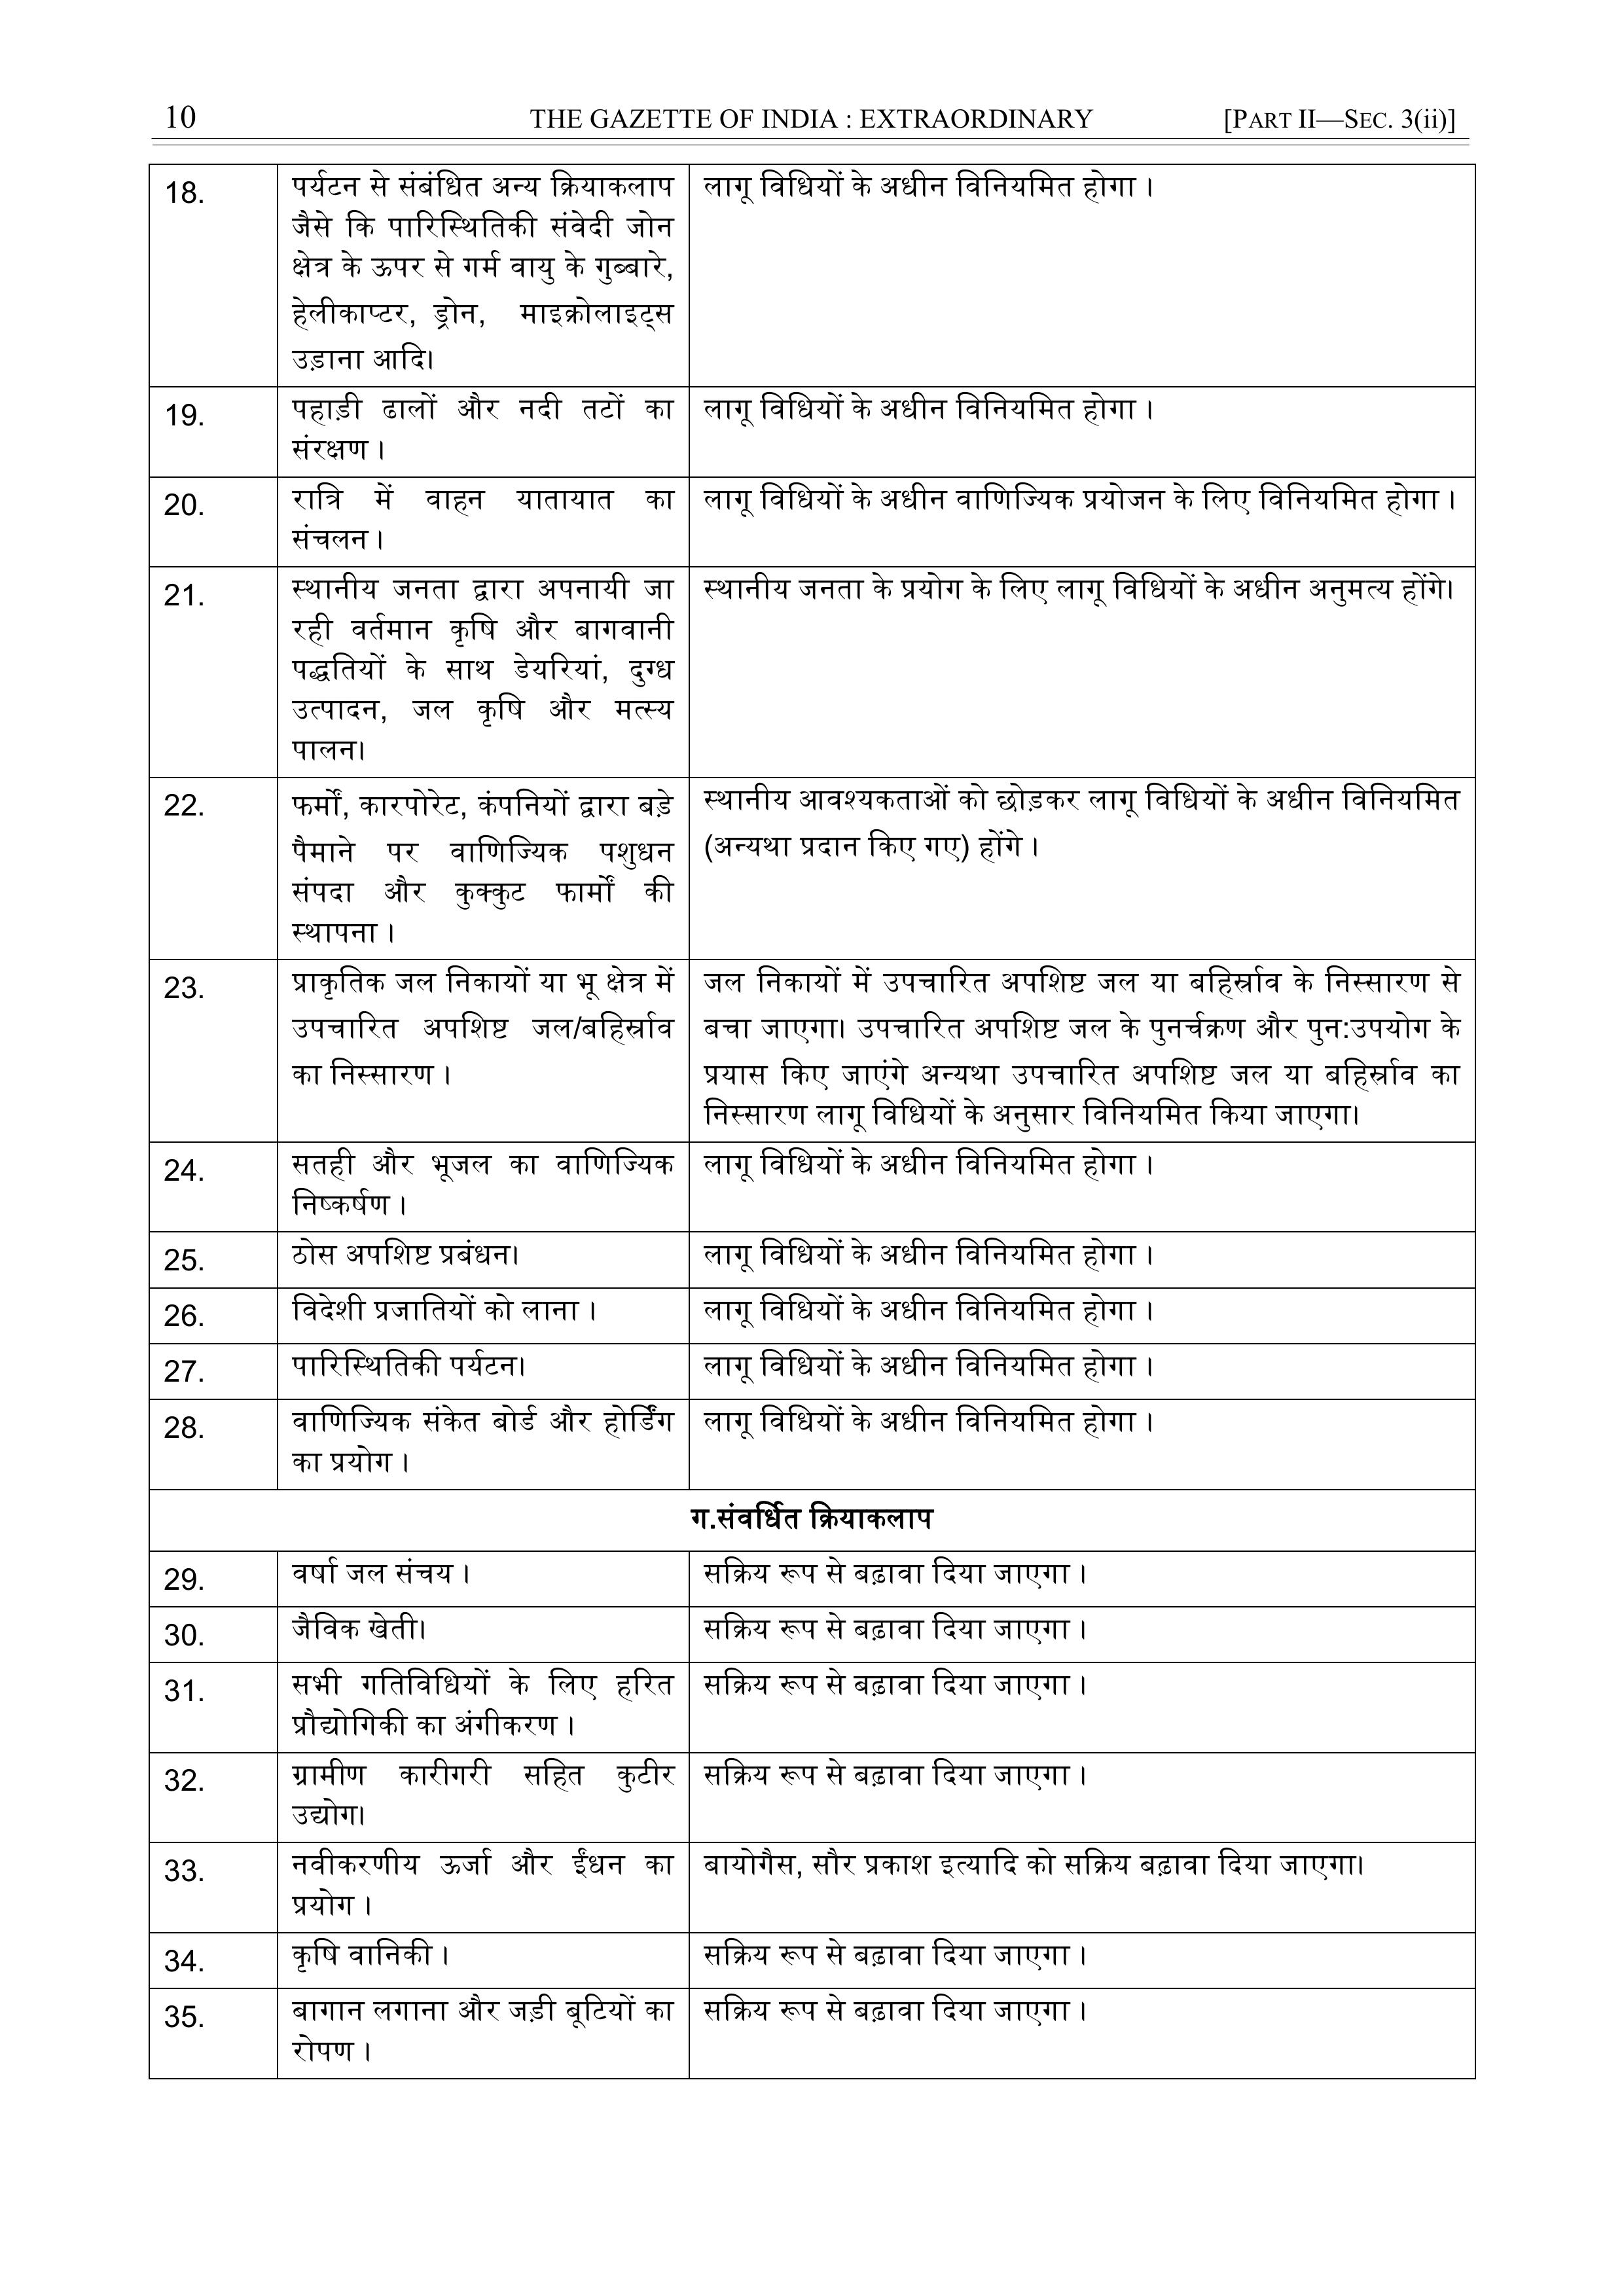 10 THE GAZETTE OF INDIA : EXTRAORDINARY [PART II—SEC. 3(ii)]
18. पर्यटन से संबंधित अन्य क्रियाकलाप लागू विधियों के अधीन विनियमित होगा ।
जैसे कि पारिस्थितिकी संवेदी जोन
क्षेत्र के ऊपर से गर्म वायु के गुब्बारे,
हेलीकाप्टर, ड्रोन, माइक्रोलाइट्स
उड़ाना आदि।
19. पहाड़ी ढालों और नदी तटों का लागू विधियों के अधीन विनियमित होगा ।
संरक्षण ।
20. रात्रि में वाहन यातायात का लागू विधियों के अधीन वाणिज्यिक प्रयोजन के लिए विनियमित होगा ।
संचलन ।
21. स्थानीय जनता द्वारा अपनायी जा स्थानीय जनता के प्रयोग के लिए लागू विधियों के अधीन अनुमत्य होंगे।
रही वर्तमान कृषि और बागवानी
पद्धतियों के साथ डेयरियां, दुग्ध
उत्पादन, जल कृषि और मत्स्य
पालन।
22. फर्मों, कारपोरेट, कंपनियों द्वारा बड़े स्थानीय आवश्यकताओं को छोड़कर लागू विधियों के अधीन विनियमित
पैमाने पर वाणिज्यिक पशुधन (अन्यथा प्रदान किए गए) होंगे ।
संपदा और कुक्कुट फार्मों की
स्थापना ।
23. प्राकृतिक जल निकायों या भू क्षेत्र में जल निकायों में उपचारित अपशिष्ट जल या बहिर्स्राव के निस्सारण से
उपचारित अपशिष्ट जल/बहिर्स्राव बचा जाएगा। उपचारित अपशिष्ट जल के पुनर्चक्रण और पुन:उपयोग के
का निस्सारण । प्रयास किए जाएंगे अन्यथा उपचारित अपशिष्ट जल या बहिर्स्राव का
निस्सारण लागू विधियों के अनुसार विनियमित किया जाएगा।
24. सतही और भूजल का वाणिज्यिक लागू विधियों के अधीन विनियमित होगा ।
निष्कर्षण ।
25. ठोस अपशिष्ट प्रबंधन। लागू विधियों के अधीन विनियमित होगा ।
26. विदेशी प्रजातियों को लाना । लागू विधियों के अधीन विनियमित होगा ।
27. पारिस्थितिकी पर्यटन। लागू विधियों के अधीन विनियमित होगा ।
28. वाणिज्यिक संकेत बोर्ड और होर्डिंग लागू विधियों के अधीन विनियमित होगा ।
का प्रयोग ।
ग.संवर्धित क्रियाकलाप
29. वर्षा जल संचय । सक्रिय रूप से बढ़ावा दिया जाएगा ।
30. जैविक खेती। सक्रिय रूप से बढ़ावा दिया जाएगा ।
31. सभी गतिविधियों के लिए हरित सक्रिय रूप से बढ़ावा दिया जाएगा ।
प्रौद्योगिकी का अंगीकरण ।
32. ग्रामीण कारीगरी सहित कुटीर सक्रिय रूप से बढ़ावा दिया जाएगा ।
उद्योग।
33. नवीकरणीय ऊर्जा और ईंधन का बायोगैस, सौर प्रकाश इत्यादि को सक्रिय बढ़ावा दिया जाएगा।
प्रयोग ।
34. कृषि वानिकी । सक्रिय रूप से बढ़ावा दिया जाएगा ।
35. बागान लगाना और जड़ी बूटियों का सक्रिय रूप से बढ़ावा दिया जाएगा ।
रोपण ।